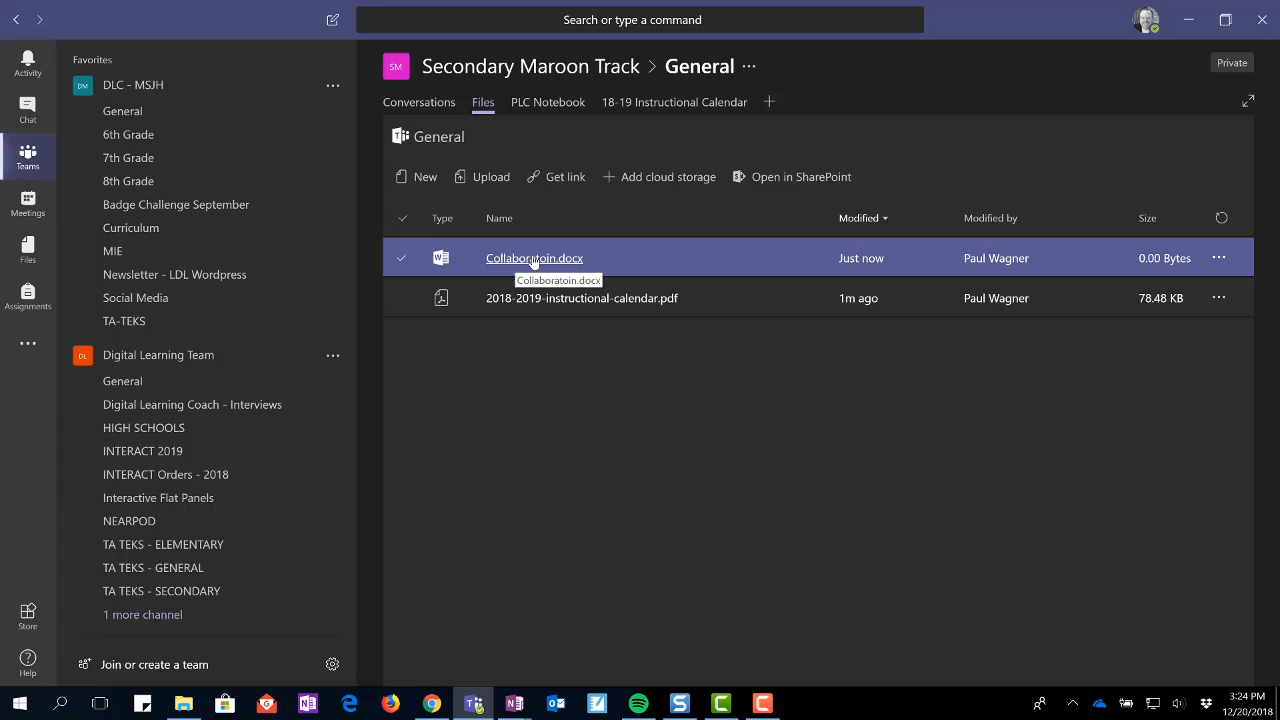 Search or type a command
Activity
Chat
Teams
Meetings
Files
Assignments
Store
Help
Favorites
DM
DLC - MSJH
General
6th Grade
7th Grade
8th Grade
Badge Challenge September
Curriculum
MIE
Newsletter - LDL Wordpress
Social Media
TA-TEKS
DL
Digital Learning Team
General
Digital Learning Coach - Interviews
HIGH SCHOOLS
INTERACT 2019
INTERACT Orders - 2018
Interactive Flat Panels
NEARPOD
TA TEKS - ELEMENTARY
TA TEKS - GENERAL
TA TEKS - SECONDARY
1 more channel
Join or create a team
SM
Secondary Maroon Track > General
Private
Conversations Files PLC Notebook 18-19 Instructional Calendar
General
New Upload Get link Add cloud storage Open in SharePoint
Type Name Modified Modified by Size
Collaboratoin.docx Just now Paul Wagner 0.00 Bytes
Collaboratoin.docx
2018-2019-instructional-calendar.pdf 1m ago Paul Wagner 78.48 KB
3:24 PM
12/20/2018